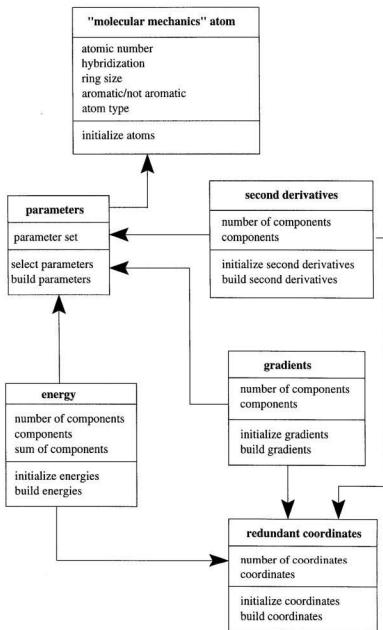 "molecular mechanics" atom
atomic number
hybridization
ring size
aromatic/not aromatic
atom type
initialize atoms
parameters
parameter set
select parameters
build parameters
second derivatives
number of components
components
initialize second derivatives
build second derivatives
gradients
number of components
components
initialize gradients
build gradients
energy
number of components
components
sum of components
initialize energies
build energies
redundant coordinates
number of coordinates
coordinates
initialize coordinates
build coordinates